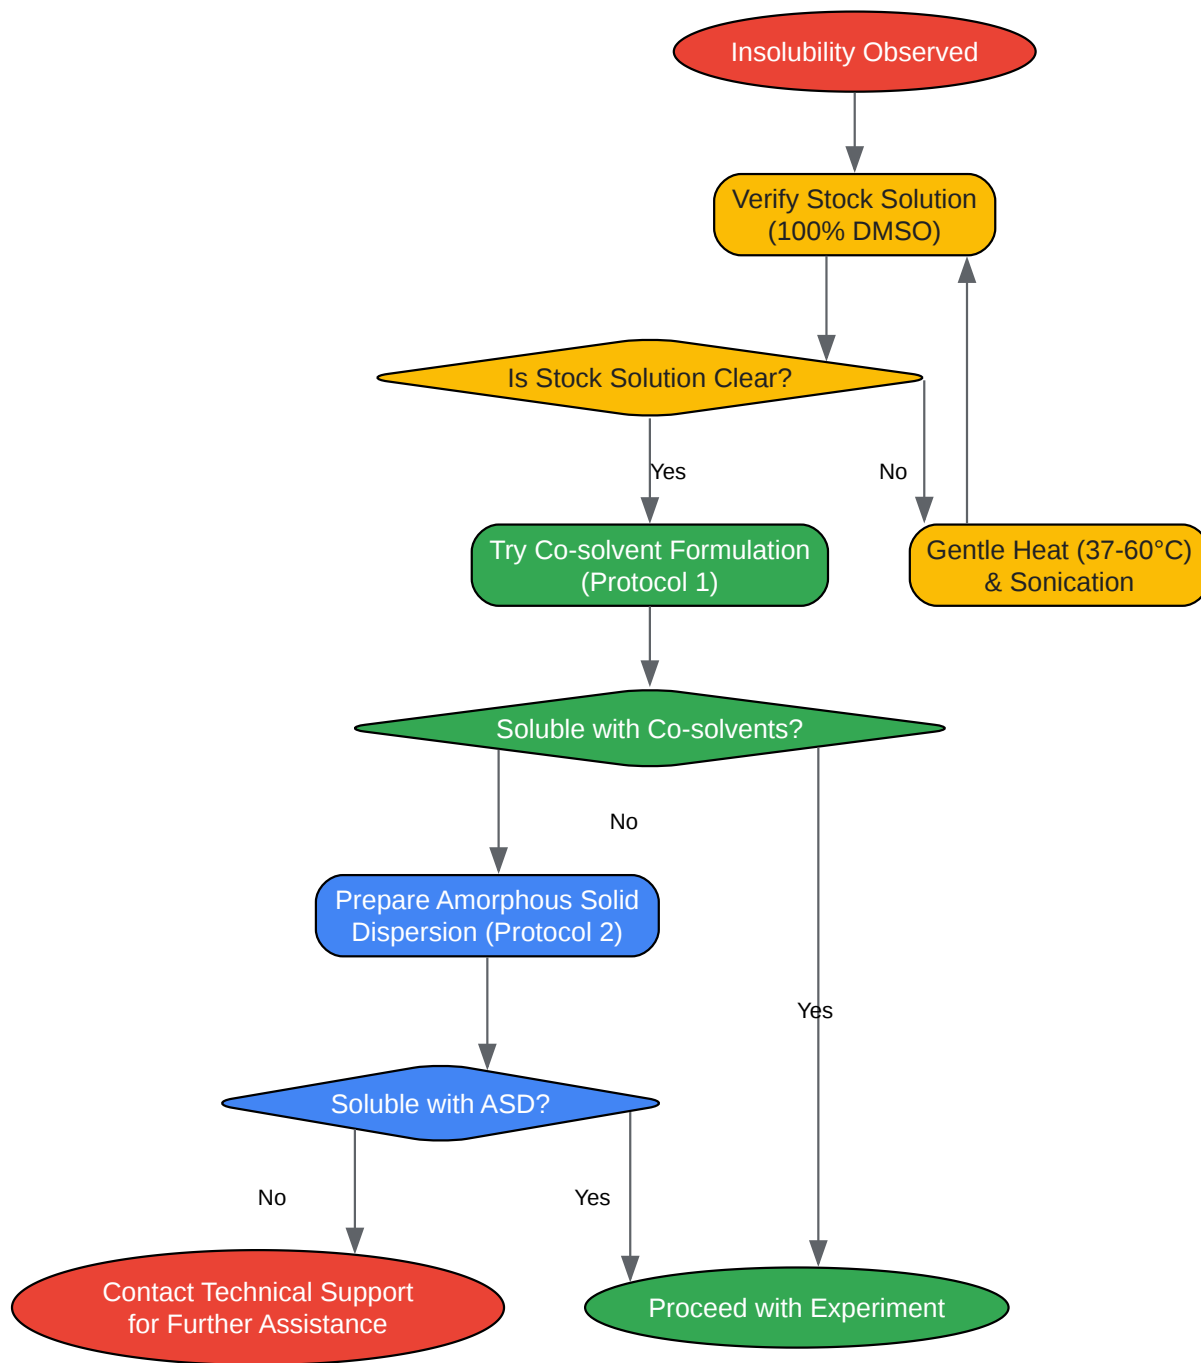 Insolubility Observed
Verify Stock Solution
(100% DMSO)
Is Stock Solution Clear?
Yes
No
Try Co-solvent Formulation
(Protocol 1)
Gentle Heat (37-60°C)
& Sonication
Soluble with Co-solvents?
No
Prepare Amorphous Solid
Dispersion (Protocol 2)
Yes
Soluble with ASD?
No
Yes
Contact Technical Support
for Further Assistance
Proceed with Experiment